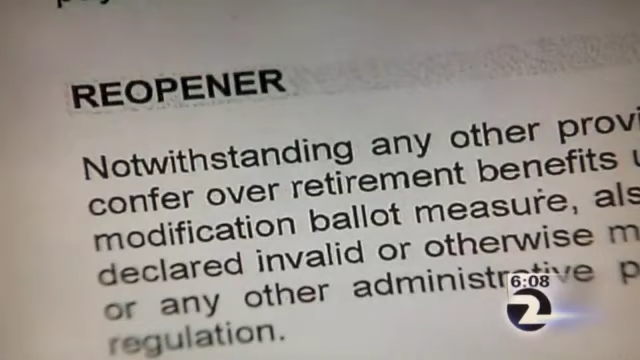 REOPENER
Notwithstanding any other provi
confer over retirement benefits u
modification ballot measure, als
declared invalid or otherwise m
or any other administrative p
regulation.
6:08
2